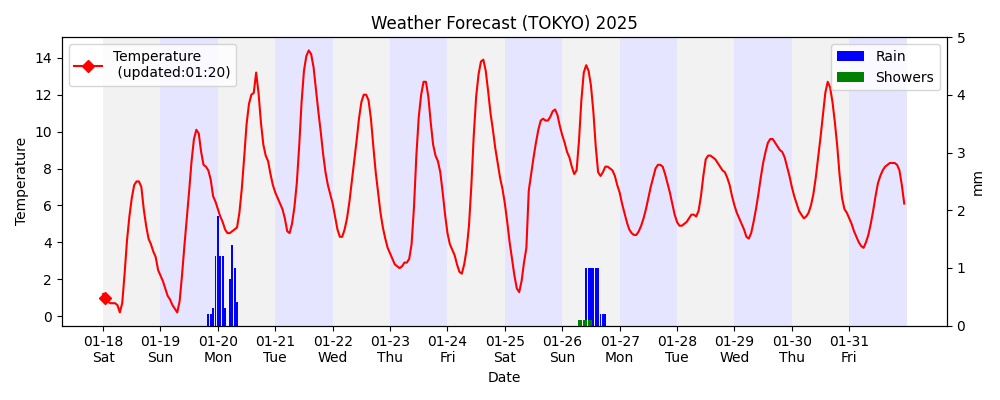 Weather Forecast (TOKYO) 2025
Temperature
(updated:01:20)
Rain
Showers
Temperature
14
12
10
8
6
4
2
0
5
4
3
2
1
0
mm
01-18 01-19 01-20 01-21 01-22 01-23 01-24 01-25 01-26 01-27 01-28 01-29 01-30 01-31
Sat Sun Mon Tue Wed Thu Fri Sat Sun Mon Tue Wed Thu Fri
Date